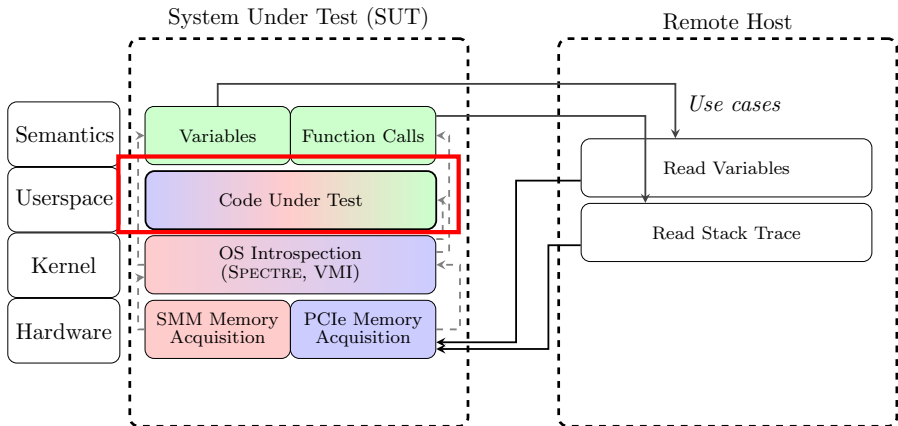 System Under Test (SUT)
Remote Host
Use cases
Semantics
Variables
Function Calls
Read Variables
Userspace
Code Under Test
Read Stack Trace
Kernel
OS Introspection
(SPECTRE, VMI)
Hardware
SMM Memory
Acquisition
PCIe Memory
Acquisition